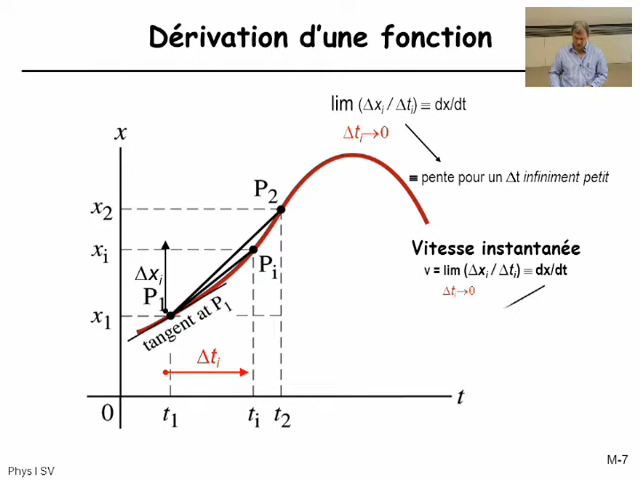 Dérivation d'une fonction
lim (Δxᵢ / Δtᵢ) ≡ dx/dt
Δtᵢ→0
≡ pente pour un Δt infiniment petit
Vitesse instantanée
v = lim (Δxᵢ / Δtᵢ) ≡ dx/dt
Δtᵢ→0
x
x₂
xᵢ
x₁
P₂
Pᵢ
Δxᵢ
P₁
tangent at P₁
Δtᵢ
0
t₁
tᵢ
t₂
t
M-7
Phys I SV